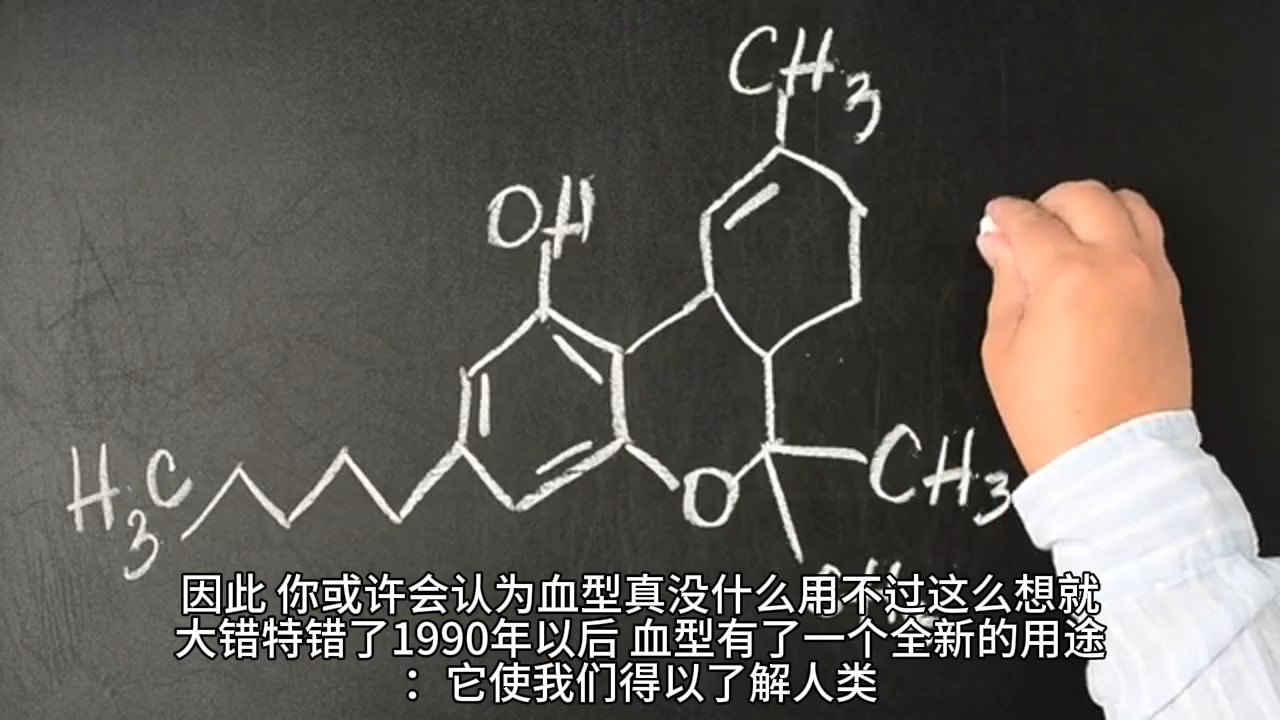 CH3
OH
H3C
O
CH3
因此 你或许会认为血型真没什么用不过这么想就
大错特错了1990年以后 血型有了一个全新的用途
：它使我们得以了解人类